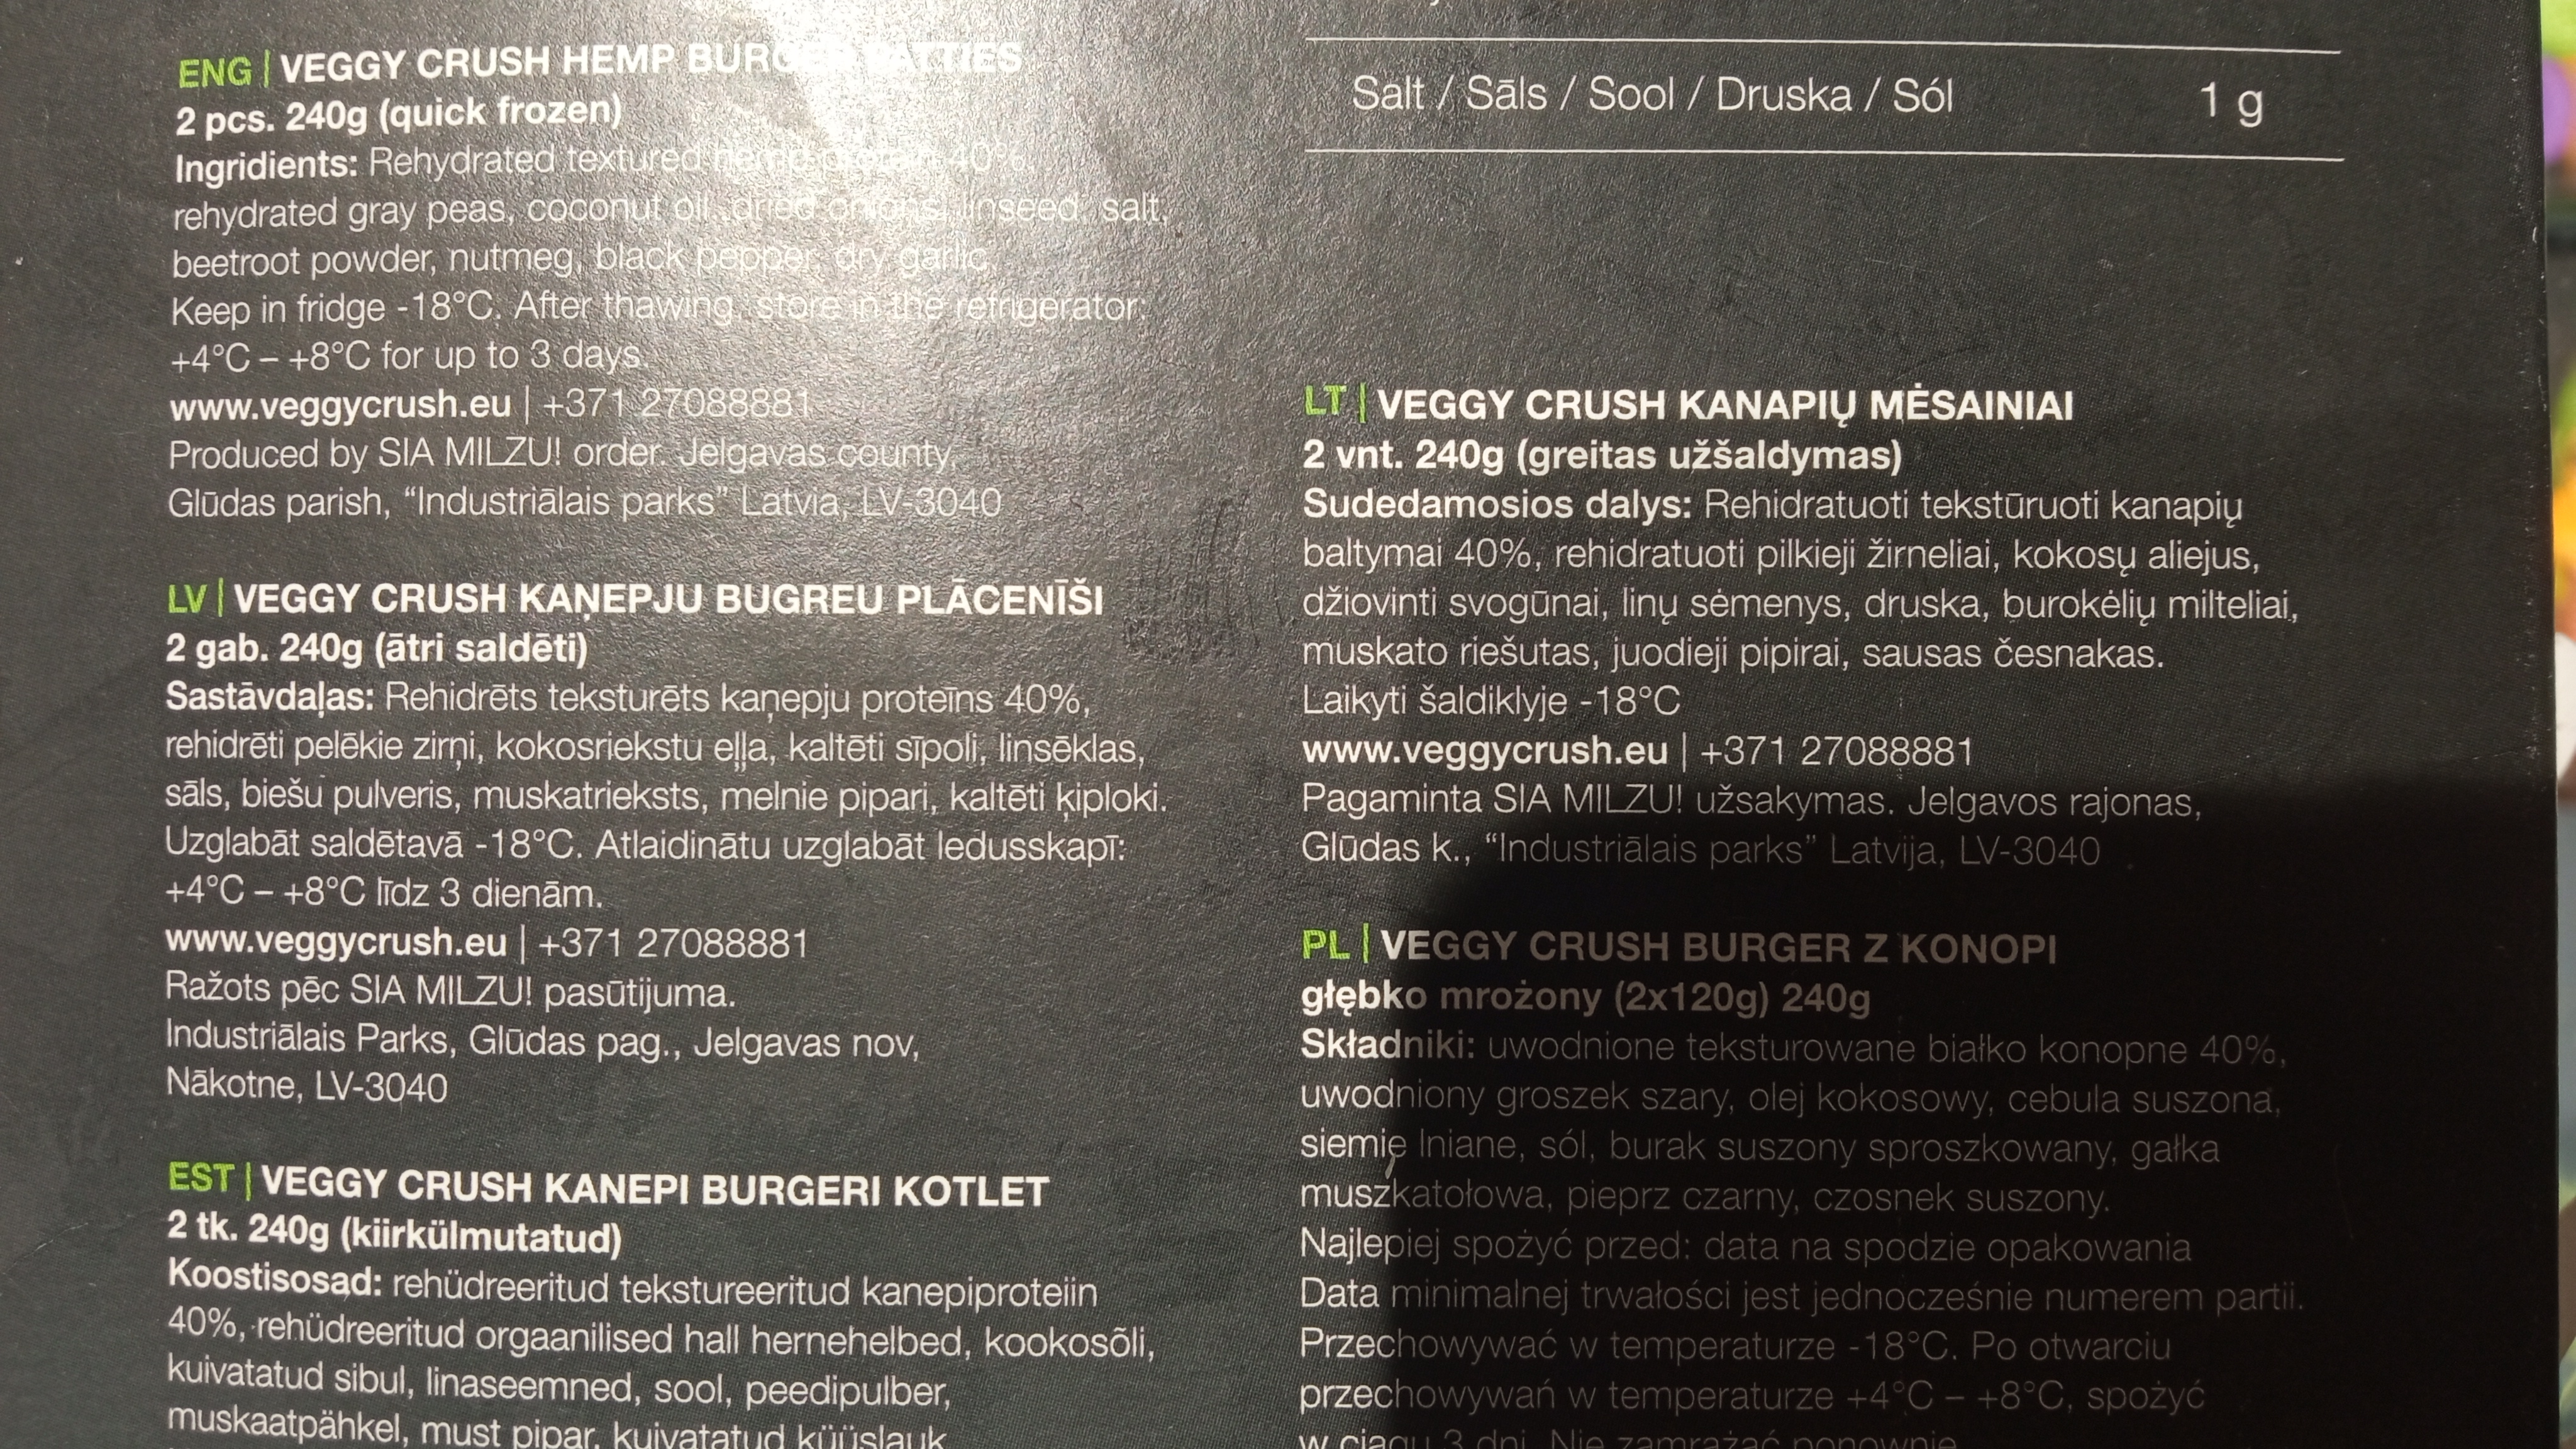 ENG | VEGGY CRUSH HEMP BURGER PATTIES
2 pcs. 240g (quick frozen)
Ingridients: Rehydrated textured hemp protein 40%,
rehydrated gray peas, coconut oil, dried onions, linseed, salt,
beetroot powder, nutmeg, black pepper, dry garlic.
Keep in fridge -18°C. After thawing, store in the refrigerator:
+4°C – +8°C for up to 3 days.
www.veggycrush.eu | +371 27088881
Produced by SIA MILZU! order. Jelgavas county,
Glūdas parish, “Industriālais parks” Latvia, LV-3040
LV | VEGGY CRUSH KAŅEPJU BUGREU PLĀCENĪŠI
2 gab. 240g (ātri saldēti)
Sastāvdaļas: Rehidrēts teksturēts kaņepju proteīns 40%,
rehidrēti pelēkie zirņi, kokosriekstu eļļa, kaltēti sīpoli, linsēklas,
sāls, biešu pulveris, muskatrieksts, melnie pipari, kaltēti ķiploki.
Uzglabāt saldētavā -18°C. Atlaidinātu uzglabāt ledusskapī:
+4°C – +8°C līdz 3 dienām.
www.veggycrush.eu | +371 27088881
Ražots pēc SIA MILZU! pasūtijuma.
Industriālais Parks, Glūdas pag., Jelgavas nov,
Nākotne, LV-3040
EST | VEGGY CRUSH KANEPI BURGERI KOTLET
2 tk. 240g (kiirkülmutatud)
Koostisosad: rehüdreeritud tekstureeritud kanepiproteiin
40%, rehüdreeritud orgaanilised hall hernehelbed, kookosõli,
kuivatatud sibul, linaseemned, sool, peedipulber,
muskaatpähkel, must pipar, kuivatatud küüslauk
Salt / Sāls / Sool / Druska / Sól 1 g
LT | VEGGY CRUSH KANAPIŲ MĖSAINIAI
2 vnt. 240g (greitas užšaldymas)
Sudedamosios dalys: Rehidratuoti tekstūruoti kanapių
baltymai 40%, rehidratuoti pilkieji žirneliai, kokosų aliejus,
džiovinti svogūnai, linų sėmenys, druska, burokėlių milteliai,
muskato riešutas, juodieji pipirai, sausas česnakas.
Laikyti šaldiklyje -18°C
www.veggycrush.eu | +371 27088881
Pagaminta SIA MILZU! užsakymas. Jelgavos rajonas,
Glūdas k., “Industriālais parks” Latvija, LV-3040
PL | VEGGY CRUSH BURGER Z KONOPI
głębko mrożony (2x120g) 240g
Składniki: uwodnione teksturowane białko konopne 40%,
uwodniony groszek szary, olej kokosowy, cebula suszona,
siemię lniane, sól, burak suszony sproszkowany, gałka
muszkatołowa, pieprz czarny, czosnek suszony.
Najlepiej spożyć przed: data na spodzie opakowania
Data minimalnej trwałości jest jednocześnie numerem partii.
Przechowywać w temperaturze -18°C. Po otwarciu
przechowywań w temperaturze +4°C – +8°C, spożyć
w ciągu 3 dni. Nie zamrażać ponownie